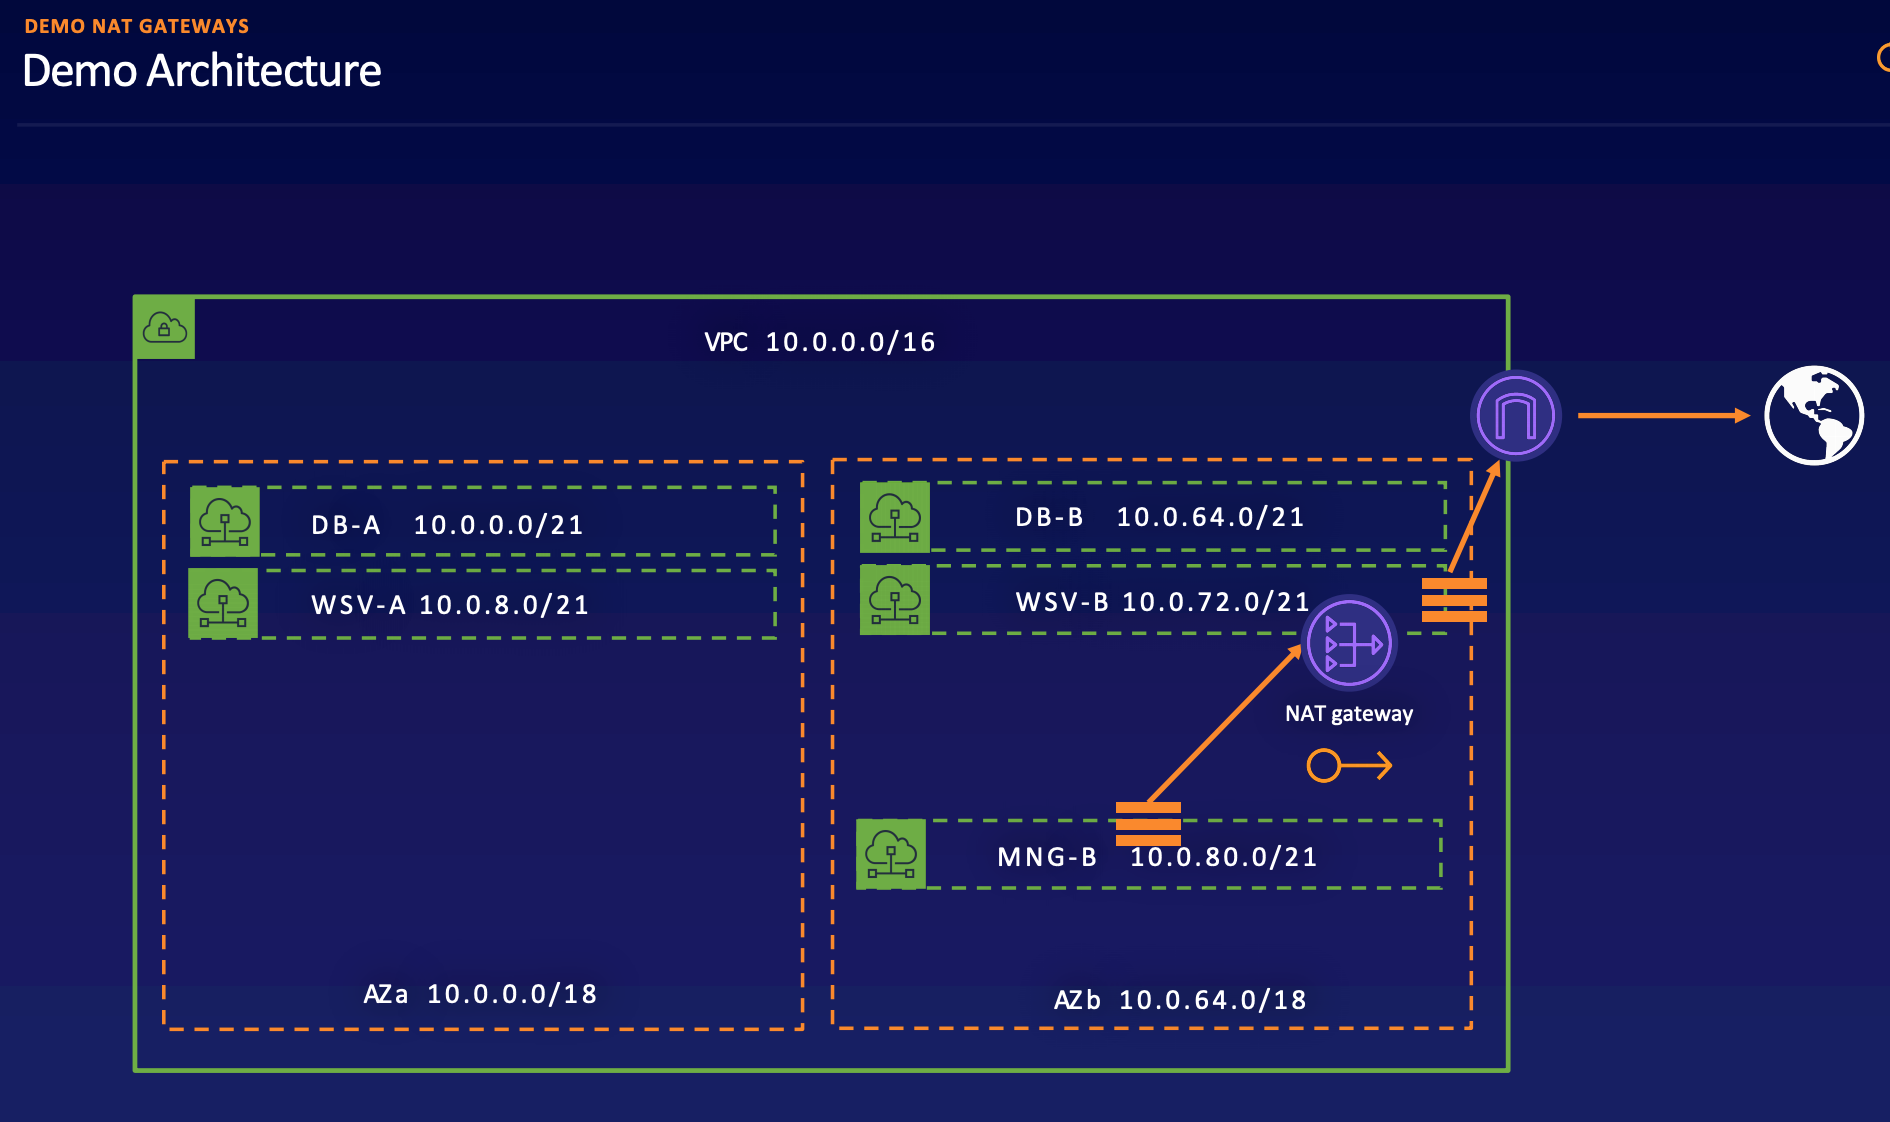 DEMO NAT GATEWAYS
Demo Architecture
VPC 10.0.0.0/16
DB-A 10.0.0.0/21
WSV-A 10.0.8.0/21
DB-B 10.0.64.0/21
WSV-B 10.0.72.0/21
NAT gateway
MNG-B 10.0.80.0/21
AZa 10.0.0.0/18
AZb 10.0.64.0/18